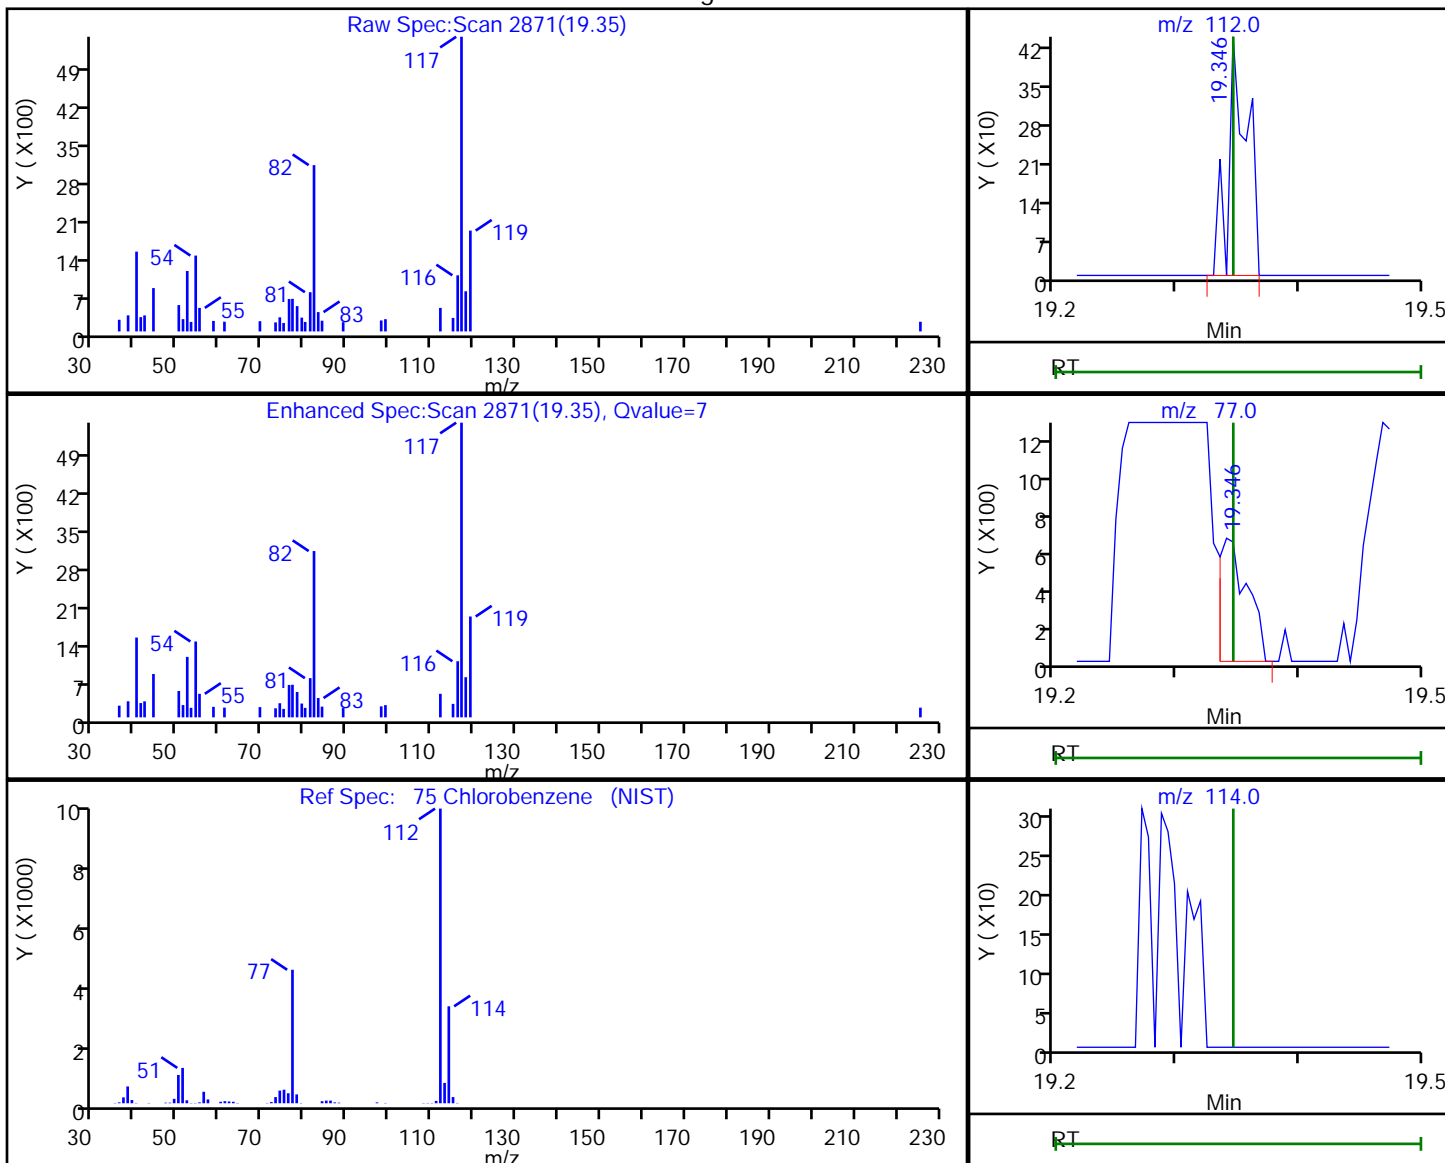 Raw Spec:Scan 2871(19.35)
Y ( X100)
49
42
35
28
21
14
7
0
117
82
119
54
116
81
55
83
30 50 70 90 110 130 150 170 190 210 230
m/z
m/z 112.0
Y ( X10)
42
35
28
21
14
7
0
19.346
19.2 19.5
Min
RT
Enhanced Spec:Scan 2871(19.35), Qvalue=7
Y ( X100)
49
42
35
28
21
14
7
0
117
82
119
54
116
81
55
83
30 50 70 90 110 130 150 170 190 210 230
m/z
m/z 77.0
Y ( X100)
12
10
8
6
4
2
0
19.346
19.2 19.5
Min
RT
Ref Spec: 75 Chlorobenzene (NIST)
Y ( X1000)
10
8
6
4
2
0
112
77
114
51
30 50 70 90 110 130 150 170 190 210 230
m/z
m/z 114.0
Y ( X10)
30
25
20
15
10
5
0
19.2 19.5
Min
RT